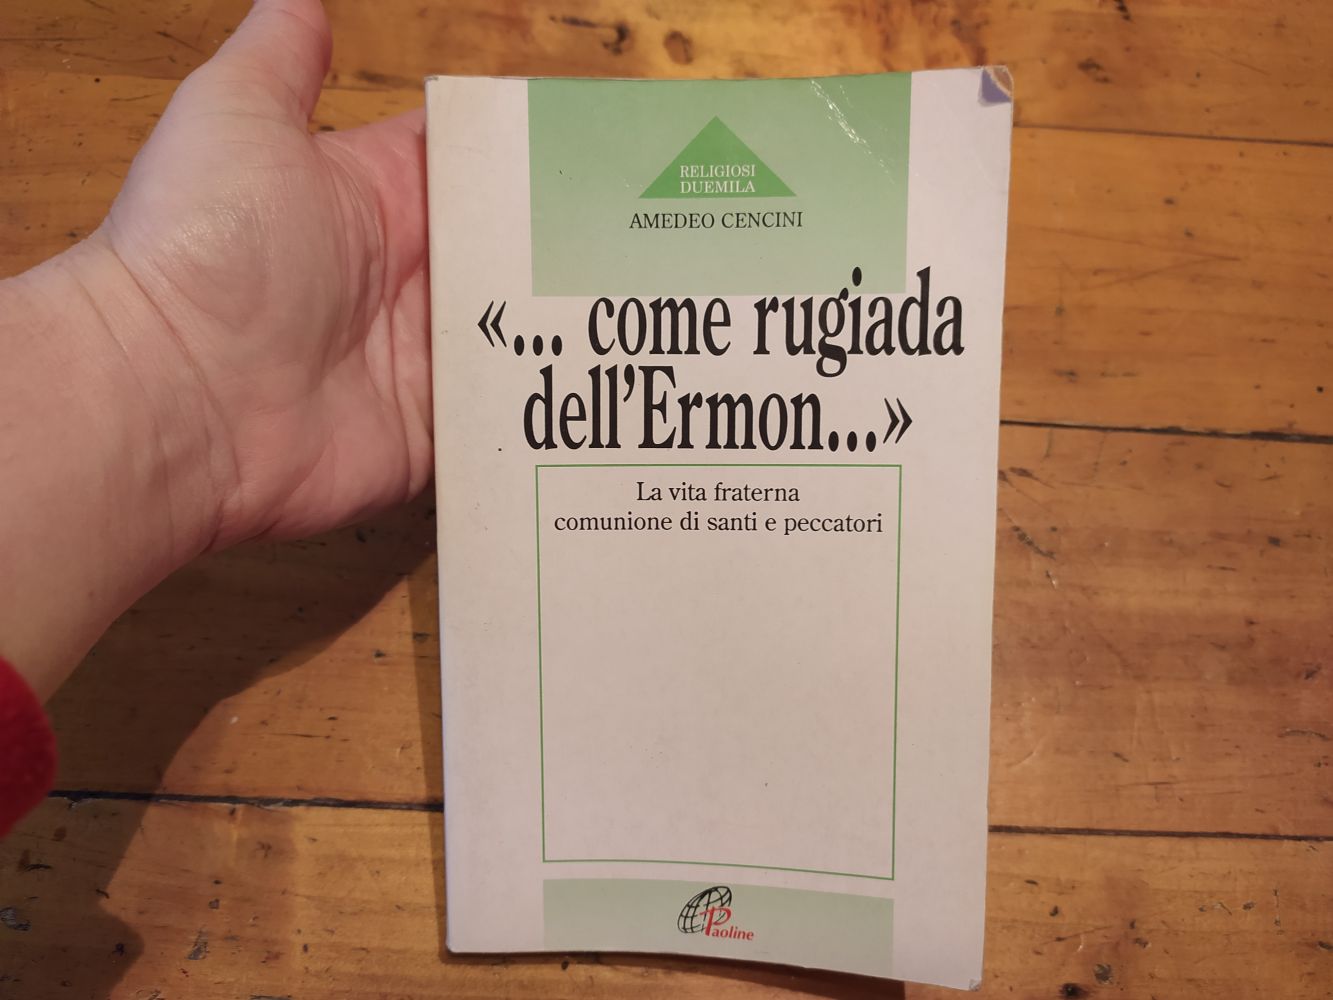 RELIGIOSI
DUEMILA
AMEDEO CENCINI
«... come rugiada
dell'Ermon...»
La vita fraterna
comunione di santi e peccatori
Paoline